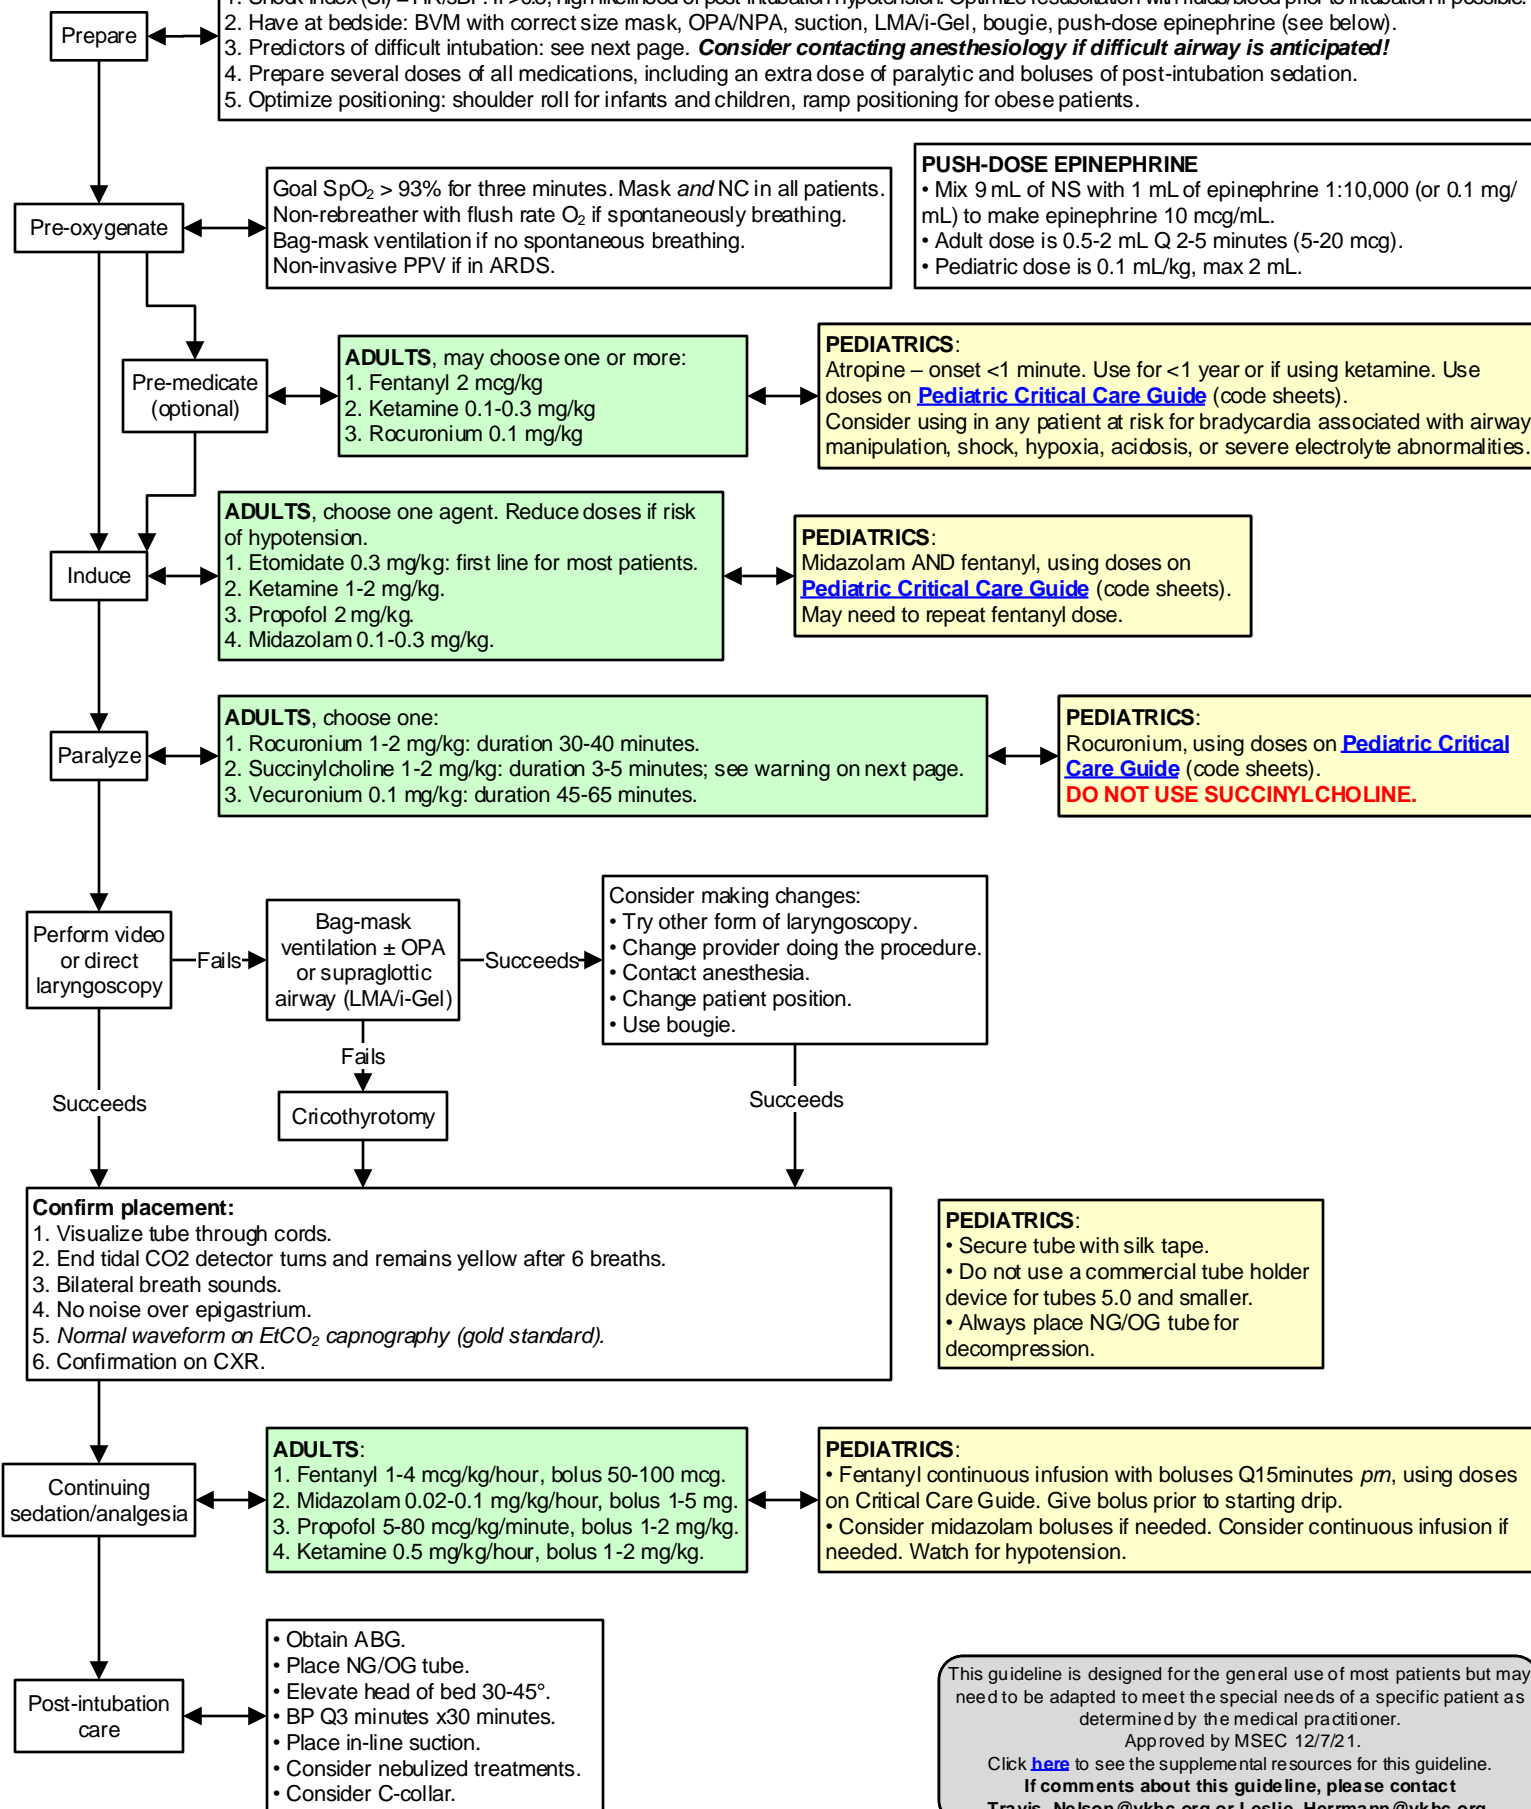 1. Shock Index (SI) = HR/SBP. If >0.8, high likelihood of post-intubation hypotension. Optimize resuscitation with fluids/blood prior to intubation if possible.
Prepare
2. Have at bedside: BVM with correct size mask, OPA/NPA, suction, LMA/i-Gel, bougie, push-dose epinephrine (see below).
3. Predictors of difficult intubation: see next page. Consider contacting anesthesiology if difficult airway is anticipated!
4. Prepare several doses of all medications, including an extra dose of paralytic and boluses of post-intubation sedation.
5. Optimize positioning: shoulder roll for infants and children, ramp positioning for obese patients.
Pre-oxygenate
Goal SpO2 > 93% for three minutes. Mask and NC in all patients.
Non-rebreather with flush rate O2 if spontaneously breathing.
Bag-mask ventilation if no spontaneous breathing.
Non-invasive PPV if in ARDS.
PUSH-DOSE EPINEPHRINE
• Mix 9 mL of NS with 1 mL of epinephrine 1:10,000 (or 0.1 mg/
mL) to make epinephrine 10 mcg/mL.
• Adult dose is 0.5-2 mL Q 2-5 minutes (5-20 mcg).
• Pediatric dose is 0.1 mL/kg, max 2 mL.
Pre-medicate
(optional)
ADULTS, may choose one or more:
1. Fentanyl 2 mcg/kg
2. Ketamine 0.1-0.3 mg/kg
3. Rocuronium 0.1 mg/kg
PEDIATRICS:
Atropine – onset <1 minute. Use for <1 year or if using ketamine. Use
doses on Pediatric Critical Care Guide (code sheets).
Consider using in any patient at risk for bradycardia associated with airway
manipulation, shock, hypoxia, acidosis, or severe electrolyte abnormalities.
Induce
ADULTS, choose one agent. Reduce doses if risk
of hypotension.
1. Etomidate 0.3 mg/kg: first line for most patients.
2. Ketamine 1-2 mg/kg.
3. Propofol 2 mg/kg.
4. Midazolam 0.1-0.3 mg/kg.
PEDIATRICS:
Midazolam AND fentanyl, using doses on
Pediatric Critical Care Guide (code sheets).
May need to repeat fentanyl dose.
Paralyze
ADULTS, choose one:
1. Rocuronium 1-2 mg/kg: duration 30-40 minutes.
2. Succinylcholine 1-2 mg/kg: duration 3-5 minutes; see warning on next page.
3. Vecuronium 0.1 mg/kg: duration 45-65 minutes.
PEDIATRICS:
Rocuronium, using doses on Pediatric Critical
Care Guide (code sheets).
DO NOT USE SUCCINYLCHOLINE.
Perform video
or direct
laryngoscopy
Fails
Bag-mask
ventilation ± OPA
or supraglottic
airway (LMA/i-Gel)
Succeeds
Consider making changes:
• Try other form of laryngoscopy.
• Change provider doing the procedure.
• Contact anesthesia.
• Change patient position.
• Use bougie.
Fails
Succeeds
Cricothyrotomy
Succeeds
Confirm placement:
1. Visualize tube through cords.
2. End tidal CO2 detector turns and remains yellow after 6 breaths.
3. Bilateral breath sounds.
4. No noise over epigastrium.
5. Normal waveform on EtCO2 capnography (gold standard).
6. Confirmation on CXR.
PEDIATRICS:
• Secure tube with silk tape.
• Do not use a commercial tube holder
device for tubes 5.0 and smaller.
• Always place NG/OG tube for
decompression.
Continuing
sedation/analgesia
ADULTS:
1. Fentanyl 1-4 mcg/kg/hour, bolus 50-100 mcg.
2. Midazolam 0.02-0.1 mg/kg/hour, bolus 1-5 mg.
3. Propofol 5-80 mcg/kg/minute, bolus 1-2 mg/kg.
4. Ketamine 0.5 mg/kg/hour, bolus 1-2 mg/kg.
PEDIATRICS:
• Fentanyl continuous infusion with boluses Q15minutes prn, using doses
on Critical Care Guide. Give bolus prior to starting drip.
• Consider midazolam boluses if needed. Consider continuous infusion if
needed. Watch for hypotension.
Post-intubation
care
• Obtain ABG.
• Place NG/OG tube.
• Elevate head of bed 30-45°.
• BP Q3 minutes x30 minutes.
• Place in-line suction.
• Consider nebulized treatments.
• Consider C-collar.
This guideline is designed for the general use of most patients but may
need to be adapted to meet the special needs of a specific patient as
determined by the medical practitioner.
Approved by MSEC 12/7/21.
Click here to see the supplemental resources for this guideline.
If comments about this guideline, please contact
Travis_Nelson@ykhc.org or Leslie_Herrmann@ykhc.org